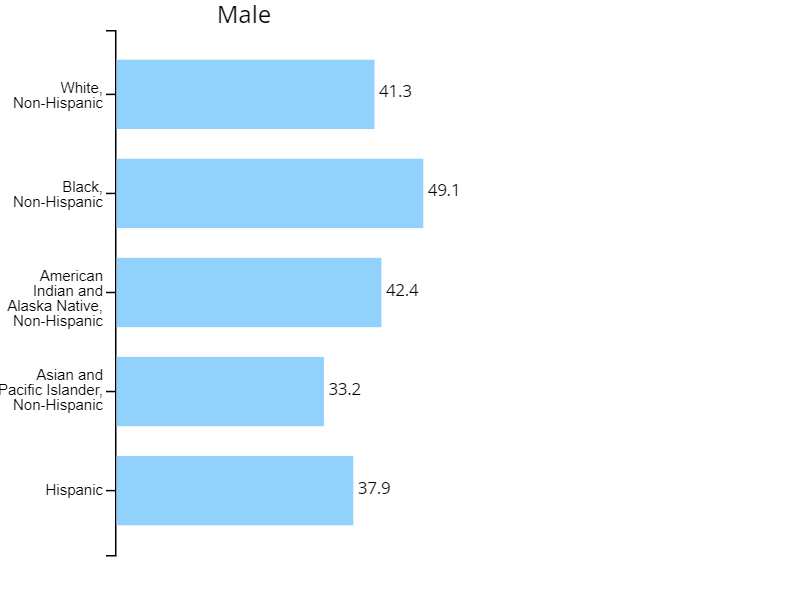 Male
White,
Non-Hispanic
41.3
Black,
Non-Hispanic
49.1
American
Indian and
Alaska Native,
Non-Hispanic
42.4
Asian and
Pacific Islander,
Non-Hispanic
33.2
Hispanic
37.9